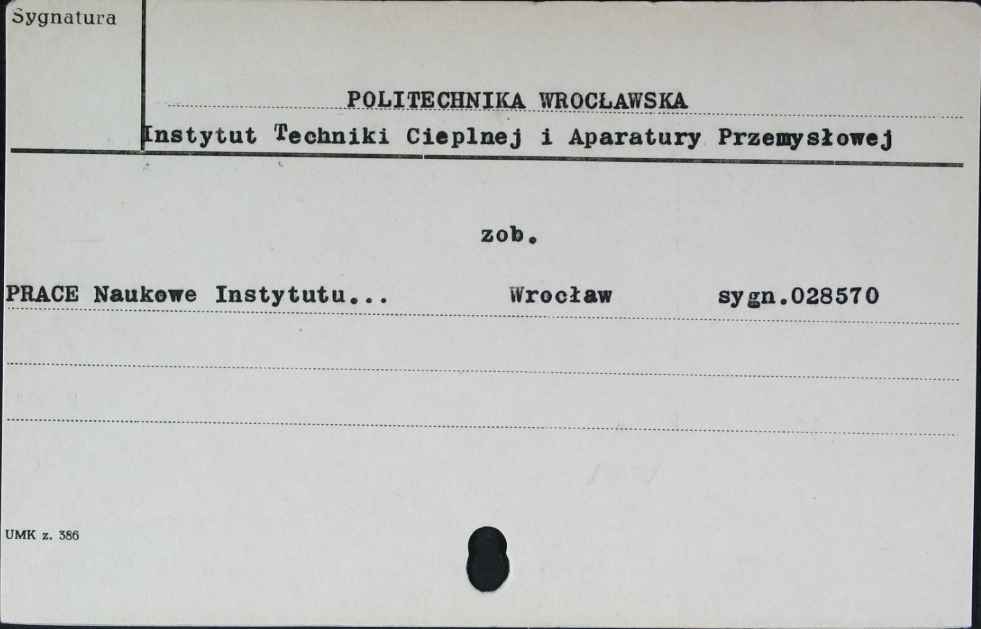 Sygnatura
POLITECHNIKA WROCŁAWSKA
Instytut Techniki Cieplnej i Aparatury Przemysłowej
zob.
PRACE Naukowe Instytutu... Wrocław sygn.028570
UMK z. 386